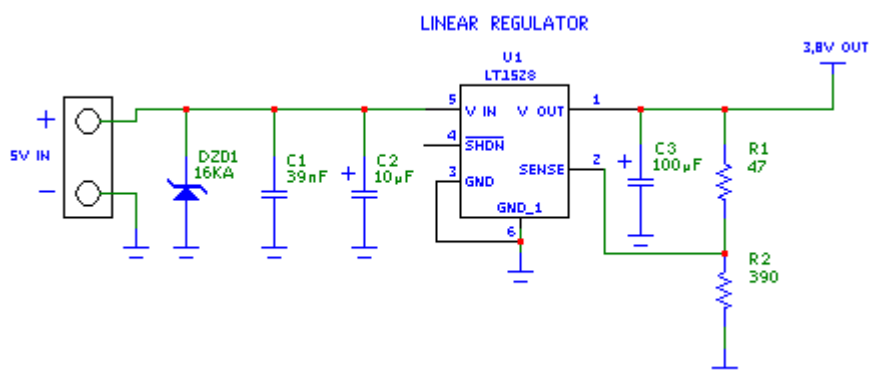 LINEAR REGULATOR
3,8V OUT
U1
LT1528
5
V IN
V OUT
1
+
5V IN
−
4
SHDN
3
GND
SENSE
2
GND_1
6
DZD1
16KA
C1
39nF
+
C2
10µF
+
C3
100µF
R1
47
R2
390